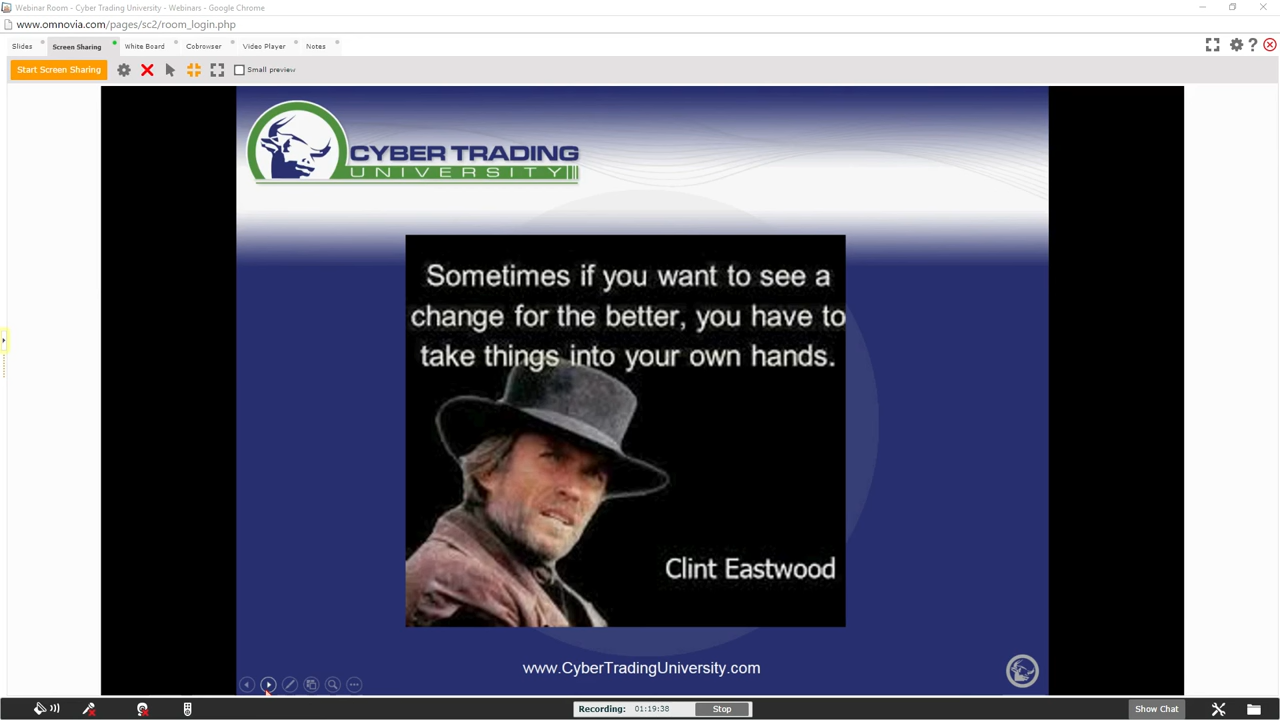 Webinar Room - Cyber Trading University - Webinars - Google Chrome
www.omnovia.com/pages/sc2/room_login.php
Slides Screen Sharing White Board Cobrowser Video Player Notes
Start Screen Sharing Small preview
CYBER TRADING
UNIVERSITY
Sometimes if you want to see a
change for the better, you have to
take things into your own hands.
Clint Eastwood
www.CyberTradingUniversity.com
Recording: 01:19:38 Stop Show Chat